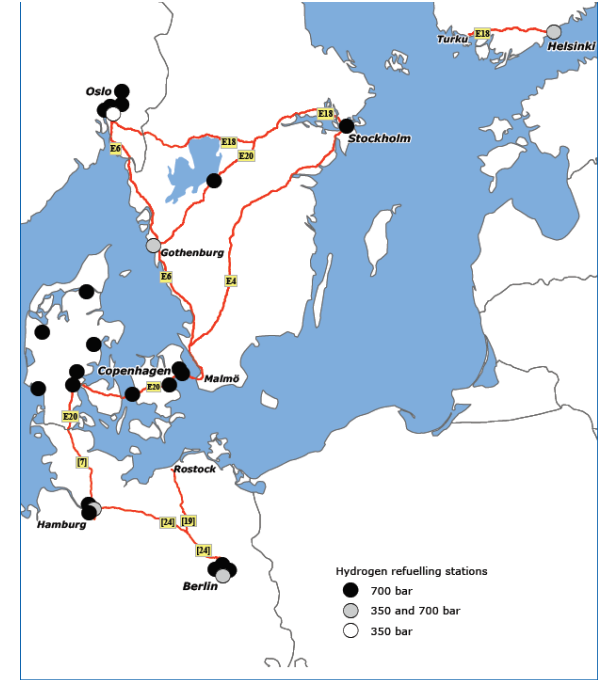 Turku
E18
Helsinki
Oslo
E18
Stockholm
E6
E18
E20
Gothenburg
E6
E4
Copenhagen
E20
Malmö
E20
[7]
Rostock
Hamburg
[24]
[19]
[24]
Berlin
Hydrogen refuelling stations
700 bar
350 and 700 bar
350 bar